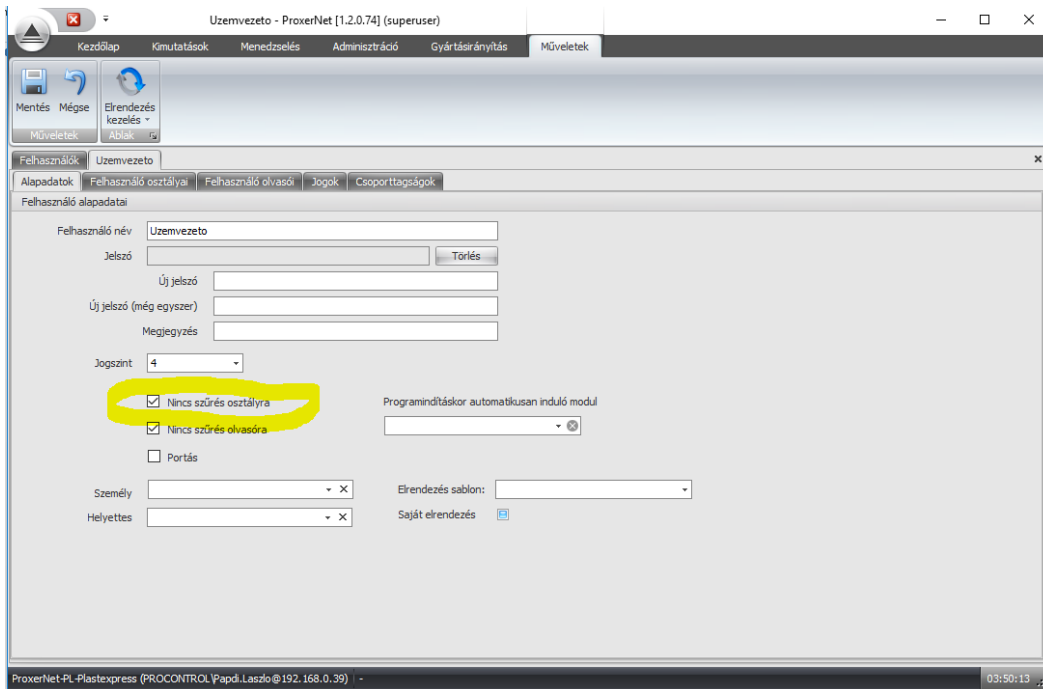 Uzemvezeto - ProxerNet [1.2.0.74] (superuser)
Kezdőlap Kimutatások Menedzselés Adminisztráció Gyártásirányítás Műveletek
Mentés Mégse Elrendezés
kezelés
Műveletek Ablak
Felhasználók Uzemvezeto
Alapadatok Felhasználó osztályai Felhasználó olvasói Jogok Csoporttagságok
Felhasználó alapadatai
Felhasználó név Uzemvezeto
Jelszó Törlés
Új jelszó
Új jelszó (még egyszer)
Megjegyzés
Jogszint 4
Nincs szűrés osztályra Programindításkor automatikusan induló modul
Nincs szűrés olvasóra
Portás
Személy Elrendezés sablon:
Helyettes Saját elrendezés
ProxerNet-PL-Plastexpress (PROCONTROL\Papdi.Laszlo@192.168.0.39) | - 03:50:13